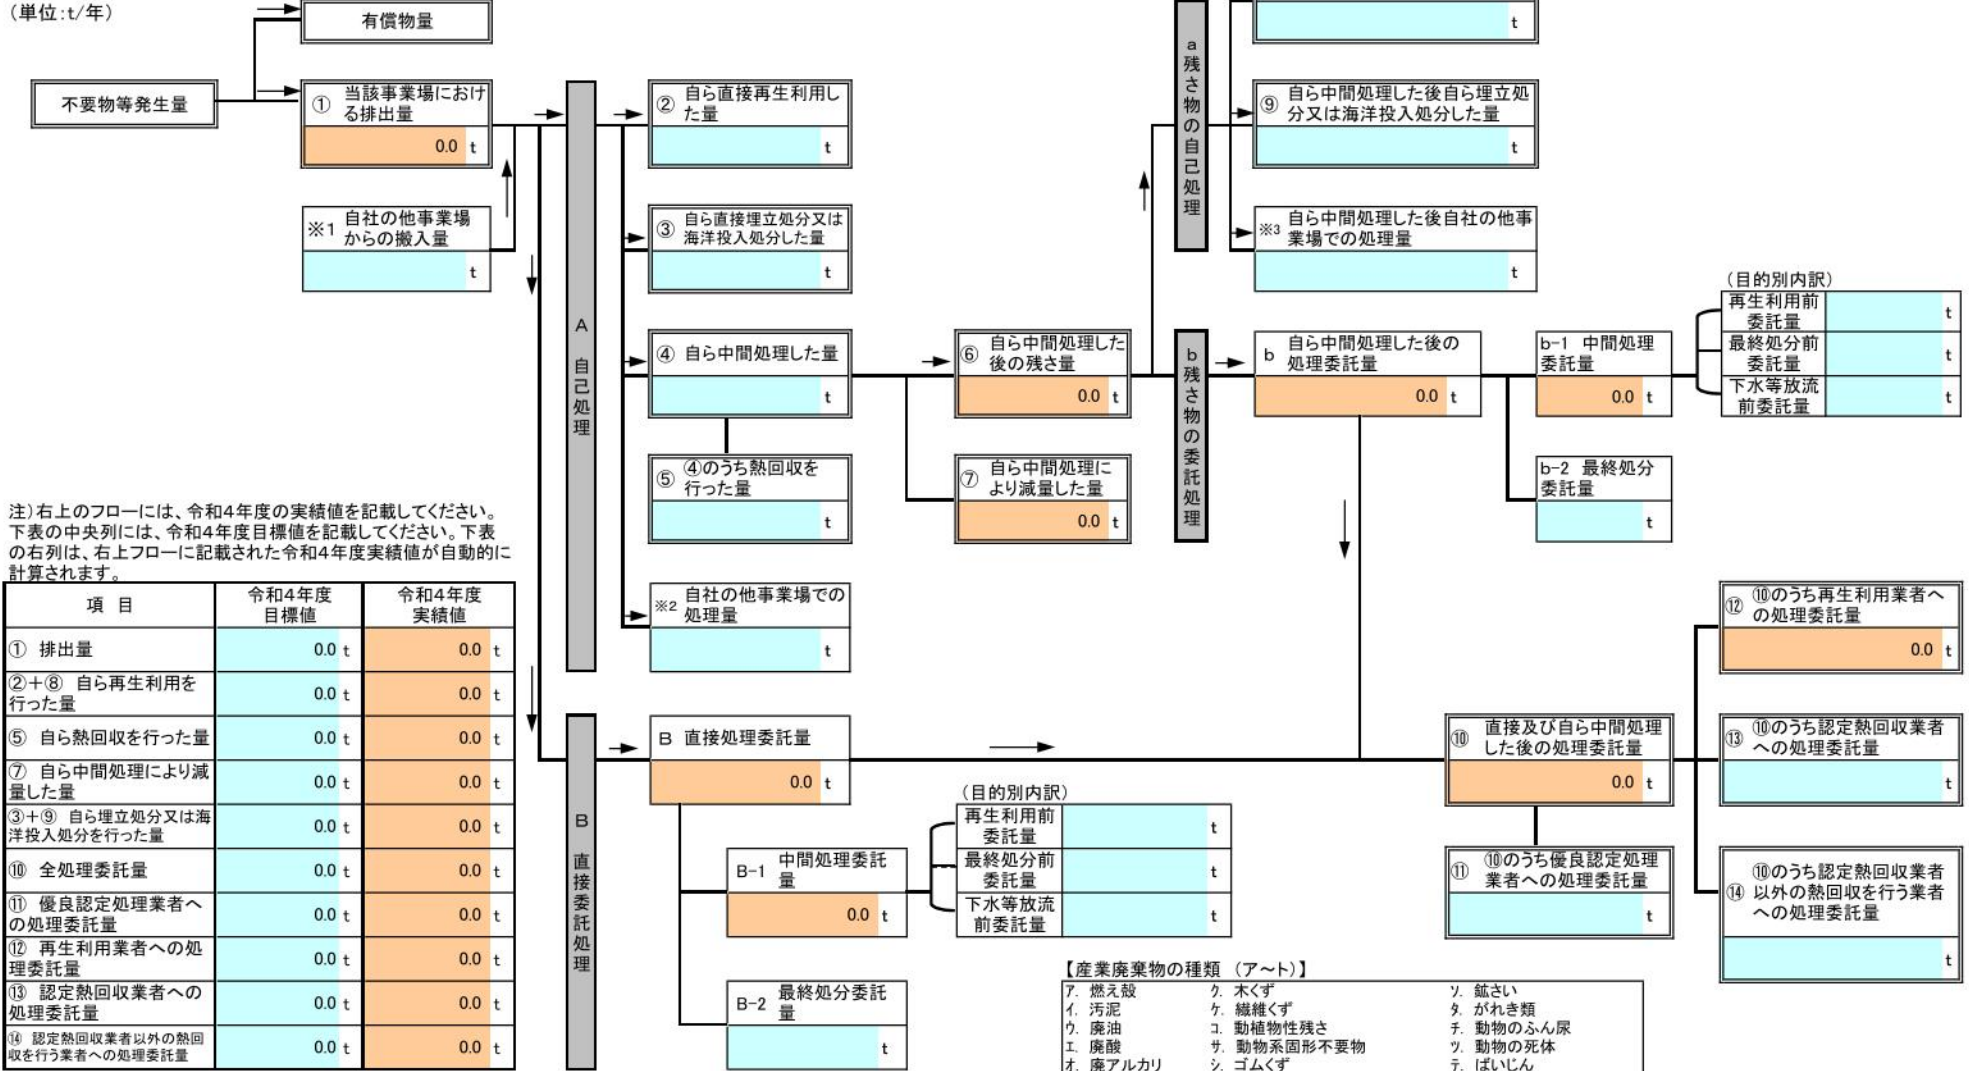 (単位:t/年)
有償物量
不要物等発生量
① 当該事業場におけ
る排出量
0.0 t
※1 自社の他事業場
からの搬入量
t
A 自己処理
② 自ら直接再生利用し
た量
t
③ 自ら直接埋立処分又は
海洋投入処分した量
t
④ 自ら中間処理した量
t
⑤ ④のうち熱回収を
行った量
t
※2 自社の他事業場での
処理量
t
⑥ 自ら中間処理した
後の残さ量
0.0 t
⑦ 自ら中間処理に
より減量した量
0.0 t
a 残さ物の自己処理
t
⑨ 自ら中間処理した後自ら埋立処
分又は海洋投入処分した量
t
※3 自ら中間処理した後自社の他事
業場での処理量
t
b 残さ物の委託処理
b 自ら中間処理した後の
処理委託量
0.0 t
b-1 中間処理
委託量
0.0 t
b-2 最終処分
委託量
t
(目的別内訳)
再生利用前
委託量
t
最終処分前
委託量
t
下水等放流
前委託量
t
注)右上のフローには、令和4年度の実績値を記載してください。
下表の中央列には、令和4年度目標値を記載してください。下表
の右列は、右上フローに記載された令和4年度実績値が自動的に
計算されます。
項 目 令和4年度 目標値 令和4年度 実績値
① 排出量 0.0 t 0.0 t
②+⑧ 自ら再生利用を
行った量 0.0 t 0.0 t
⑤ 自ら熱回収を行った量 0.0 t 0.0 t
⑦ 自ら中間処理により減
量した量 0.0 t 0.0 t
③+⑨ 自ら埋立処分又は海
洋投入処分を行った量 0.0 t 0.0 t
⑩ 全処理委託量 0.0 t 0.0 t
⑪ 優良認定処理業者へ
の処理委託量 0.0 t 0.0 t
⑫ 再生利用業者への処
理委託量 0.0 t 0.0 t
⑬ 認定熱回収業者への
処理委託量 0.0 t 0.0 t
⑭ 認定熱回収業者以外の熱回
収を行う業者への処理委託量 0.0 t 0.0 t
B 直接委託処理
B 直接処理委託量
0.0 t
B-1 中間処理委託
量
0.0 t
B-2 最終処分委託
量
t
(目的別内訳)
再生利用前
委託量
t
最終処分前
委託量
t
下水等放流
前委託量
t
⑩ 直接及び自ら中間処理
した後の処理委託量
0.0 t
⑪ ⑩のうち優良認定処理
業者への処理委託量
t
⑫ ⑩のうち再生利用業者へ
の処理委託量
0.0 t
⑬ ⑩のうち認定熱回収業者
への処理委託量
t
⑭ ⑩のうち認定熱回収業者
以外の熱回収を行う業者
への処理委託量
t
【産業廃棄物の種類 (ア~ト)】
ア. 燃え殻 ク. 木くず ソ. 鉱さい
イ. 汚泥 ケ. 繊維くず タ. がれき類
ウ. 廃油 コ. 動植物性残さ チ. 動物のふん尿
エ. 廃酸 サ. 動物系固形不要物 ツ. 動物の死体
オ. 廃アルカリ シ. ゴムくず テ. ばいじん